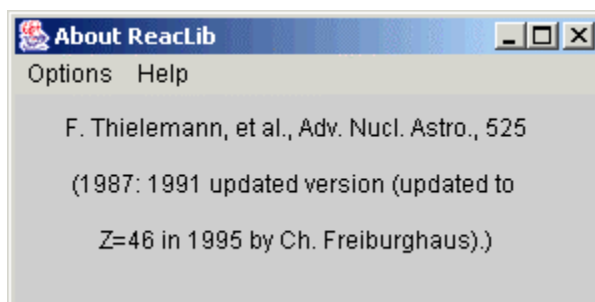 About ReacLib
Options Help
F. Thielemann, et al., Adv. Nucl. Astro., 525
(1987: 1991 updated version (updated to
Z=46 in 1995 by Ch. Freiburghaus).)